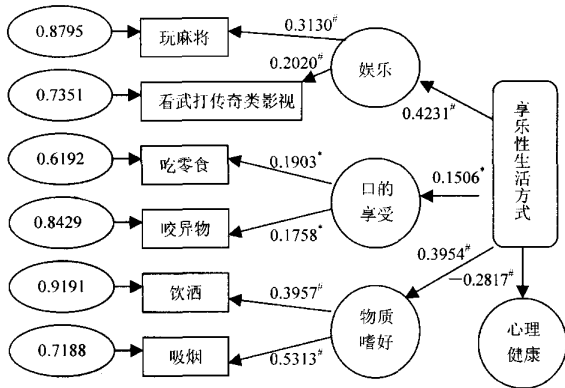 0.8795
玩麻将
0.3130#
娱乐
0.2020#
0.7351
看武打传奇类影视
0.4231#
享乐性生活方式
0.6192
吃零食
0.1903*
口的
享受
0.1506*
0.8429
咬异物
0.1758*
0.3954#
-0.2817#
0.9191
饮酒
0.3957#
物质
嗜好
心理
健康
0.7188
吸烟
0.5313#